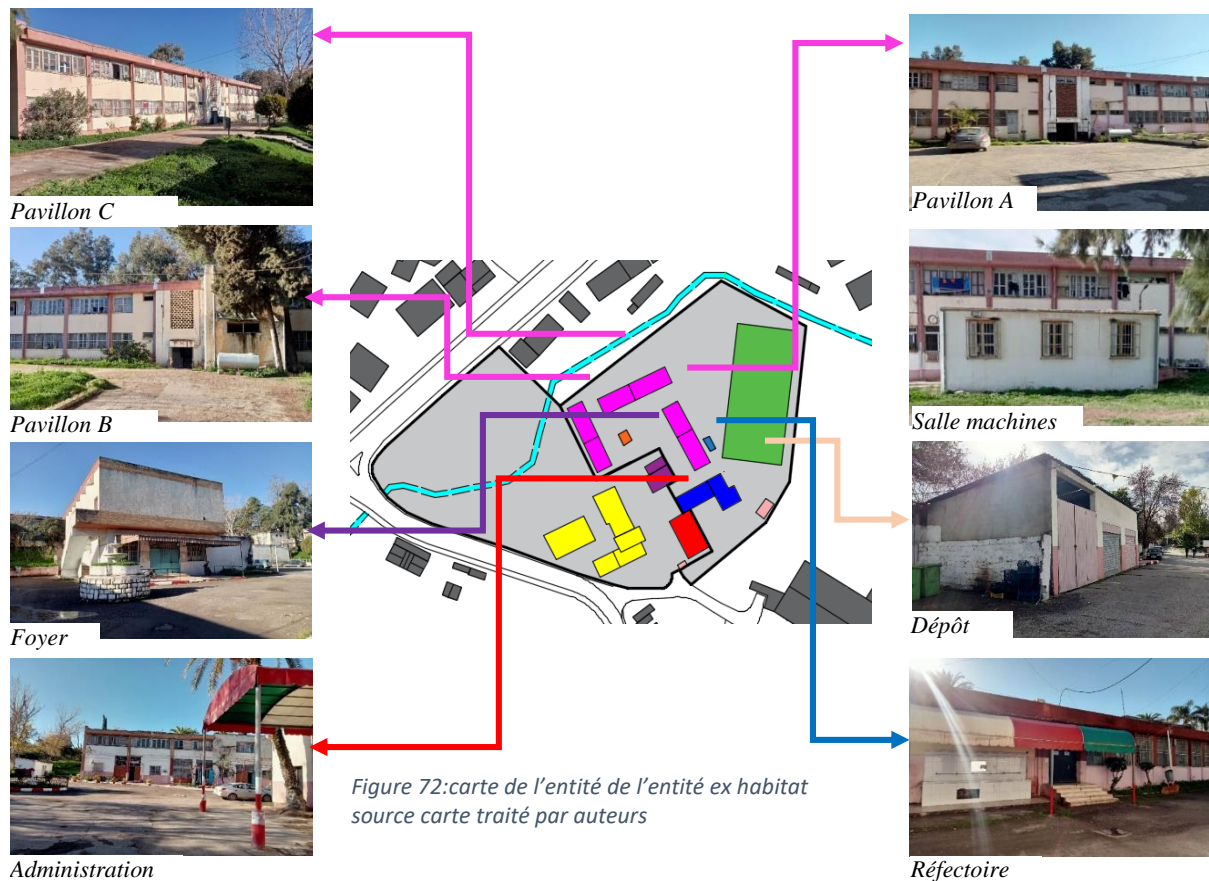 Pavillon C
Pavillon A
Pavillon B
Salle machines
Foyer
Dépôt
Figure 72:carte de l’entité de l’entité ex habitat
source carte traité par auteurs
Administration
Réfectoire